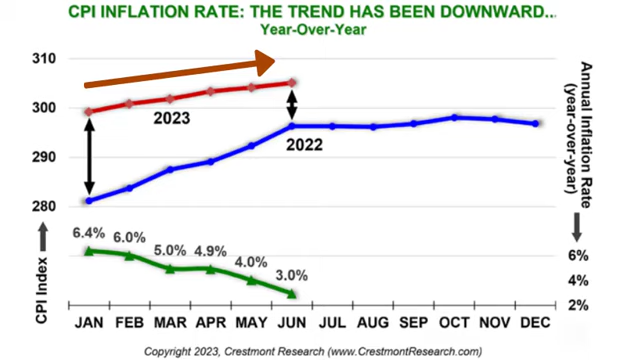 CPI INFLATION RATE: THE TREND HAS BEEN DOWNWARD...
Year-Over-Year
310
300
290
280
CPI Index
2023
2022
6.4%
6.0%
5.0%
4.9%
4.0%
3.0%
Annual Inflation Rate
(year-over-year)
6%
4%
2%
JAN FEB MAR APR MAY JUN JUL AUG SEP OCT NOV DEC
Copyright 2023, Crestmont Research (www.CrestmontResearch.com)